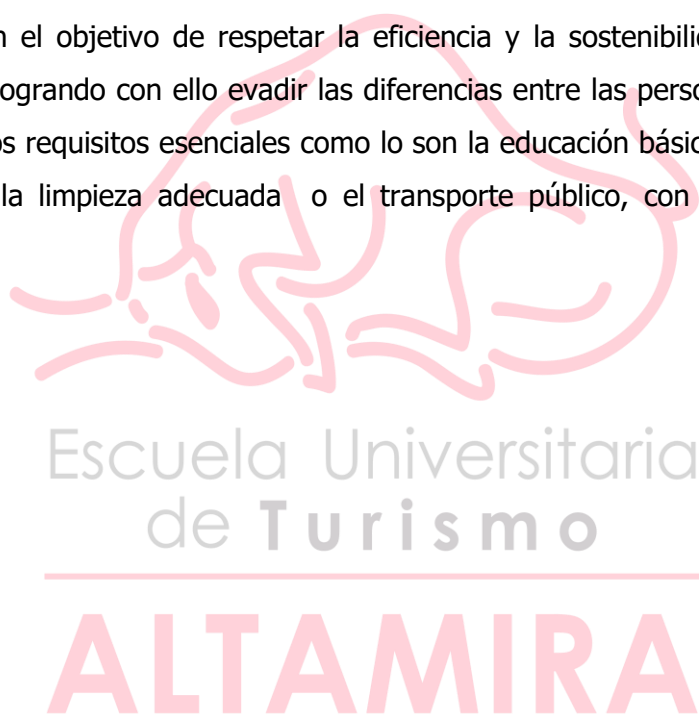 n el objetivo de respetar la eficiencia y la sostenibili
ogrando con ello evadir las diferencias entre las pers
os requisitos esenciales como lo son la educación básic
la limpieza adecuada o el transporte público, con
Escuela Universitaria
de Turismo
ALTAMIRA